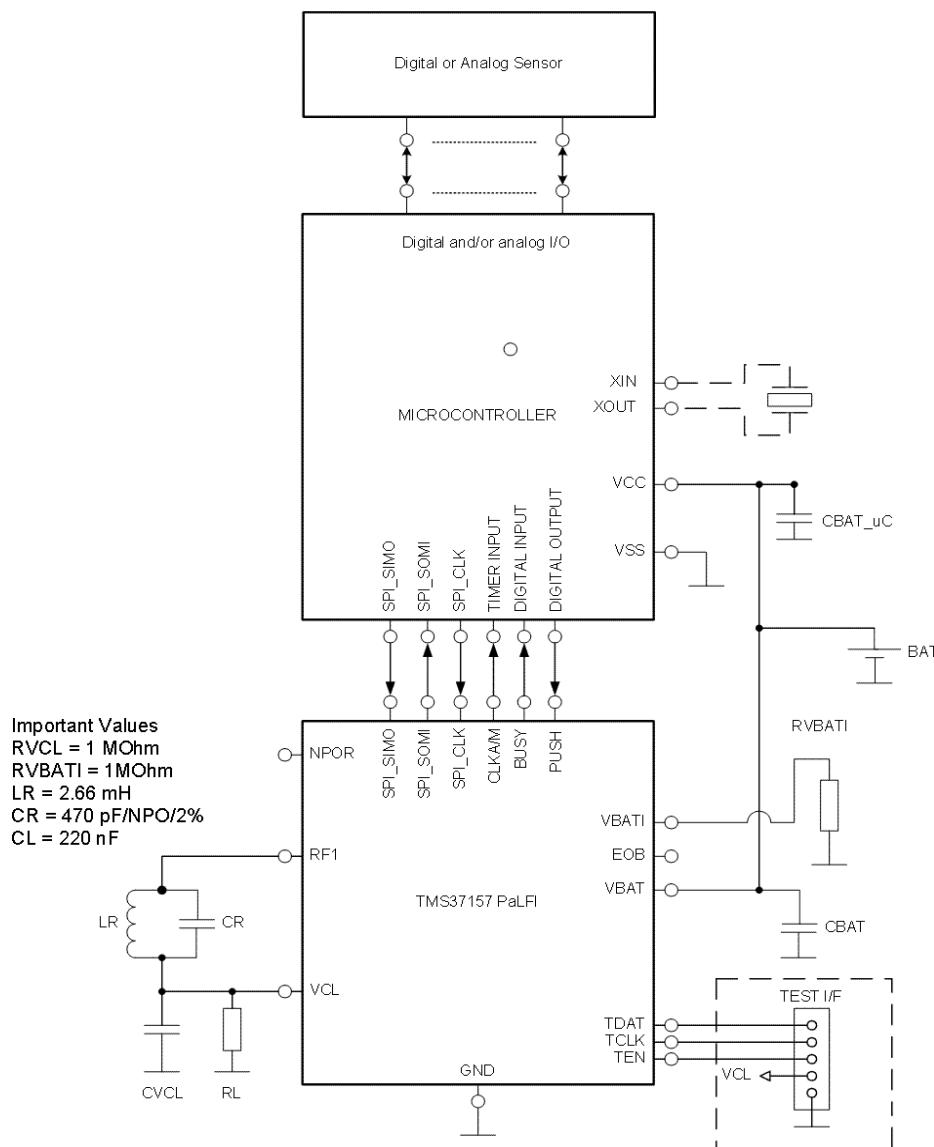 Digital or Analog Sensor
Digital and/or analog I/O
XIN
XOUT
MICROCONTROLLER
VCC
CBAT_uC
VSS
SPI_SIMO
SPI_SOMI
SPI_CLK
TIMER INPUT
DIGITAL INPUT
DIGITAL OUTPUT
BAT
Important Values
RVCL = 1 MOhm
RVBATI = 1MOhm
LR = 2.66 mH
CR = 470 pF/NPO/2%
CL = 220 nF
RVBATI
NPOR
SPI_SIMO
SPI_SOMI
SPI_CLK
CLKA/M
BUSY
PUSH
VBATI
RF1
EOB
VBAT
TMS37157 PaLFI
LR
CR
CBAT
VCL
TEST I/F
TDAT
TCLK
TEN
VCL
GND
CVCL
RL